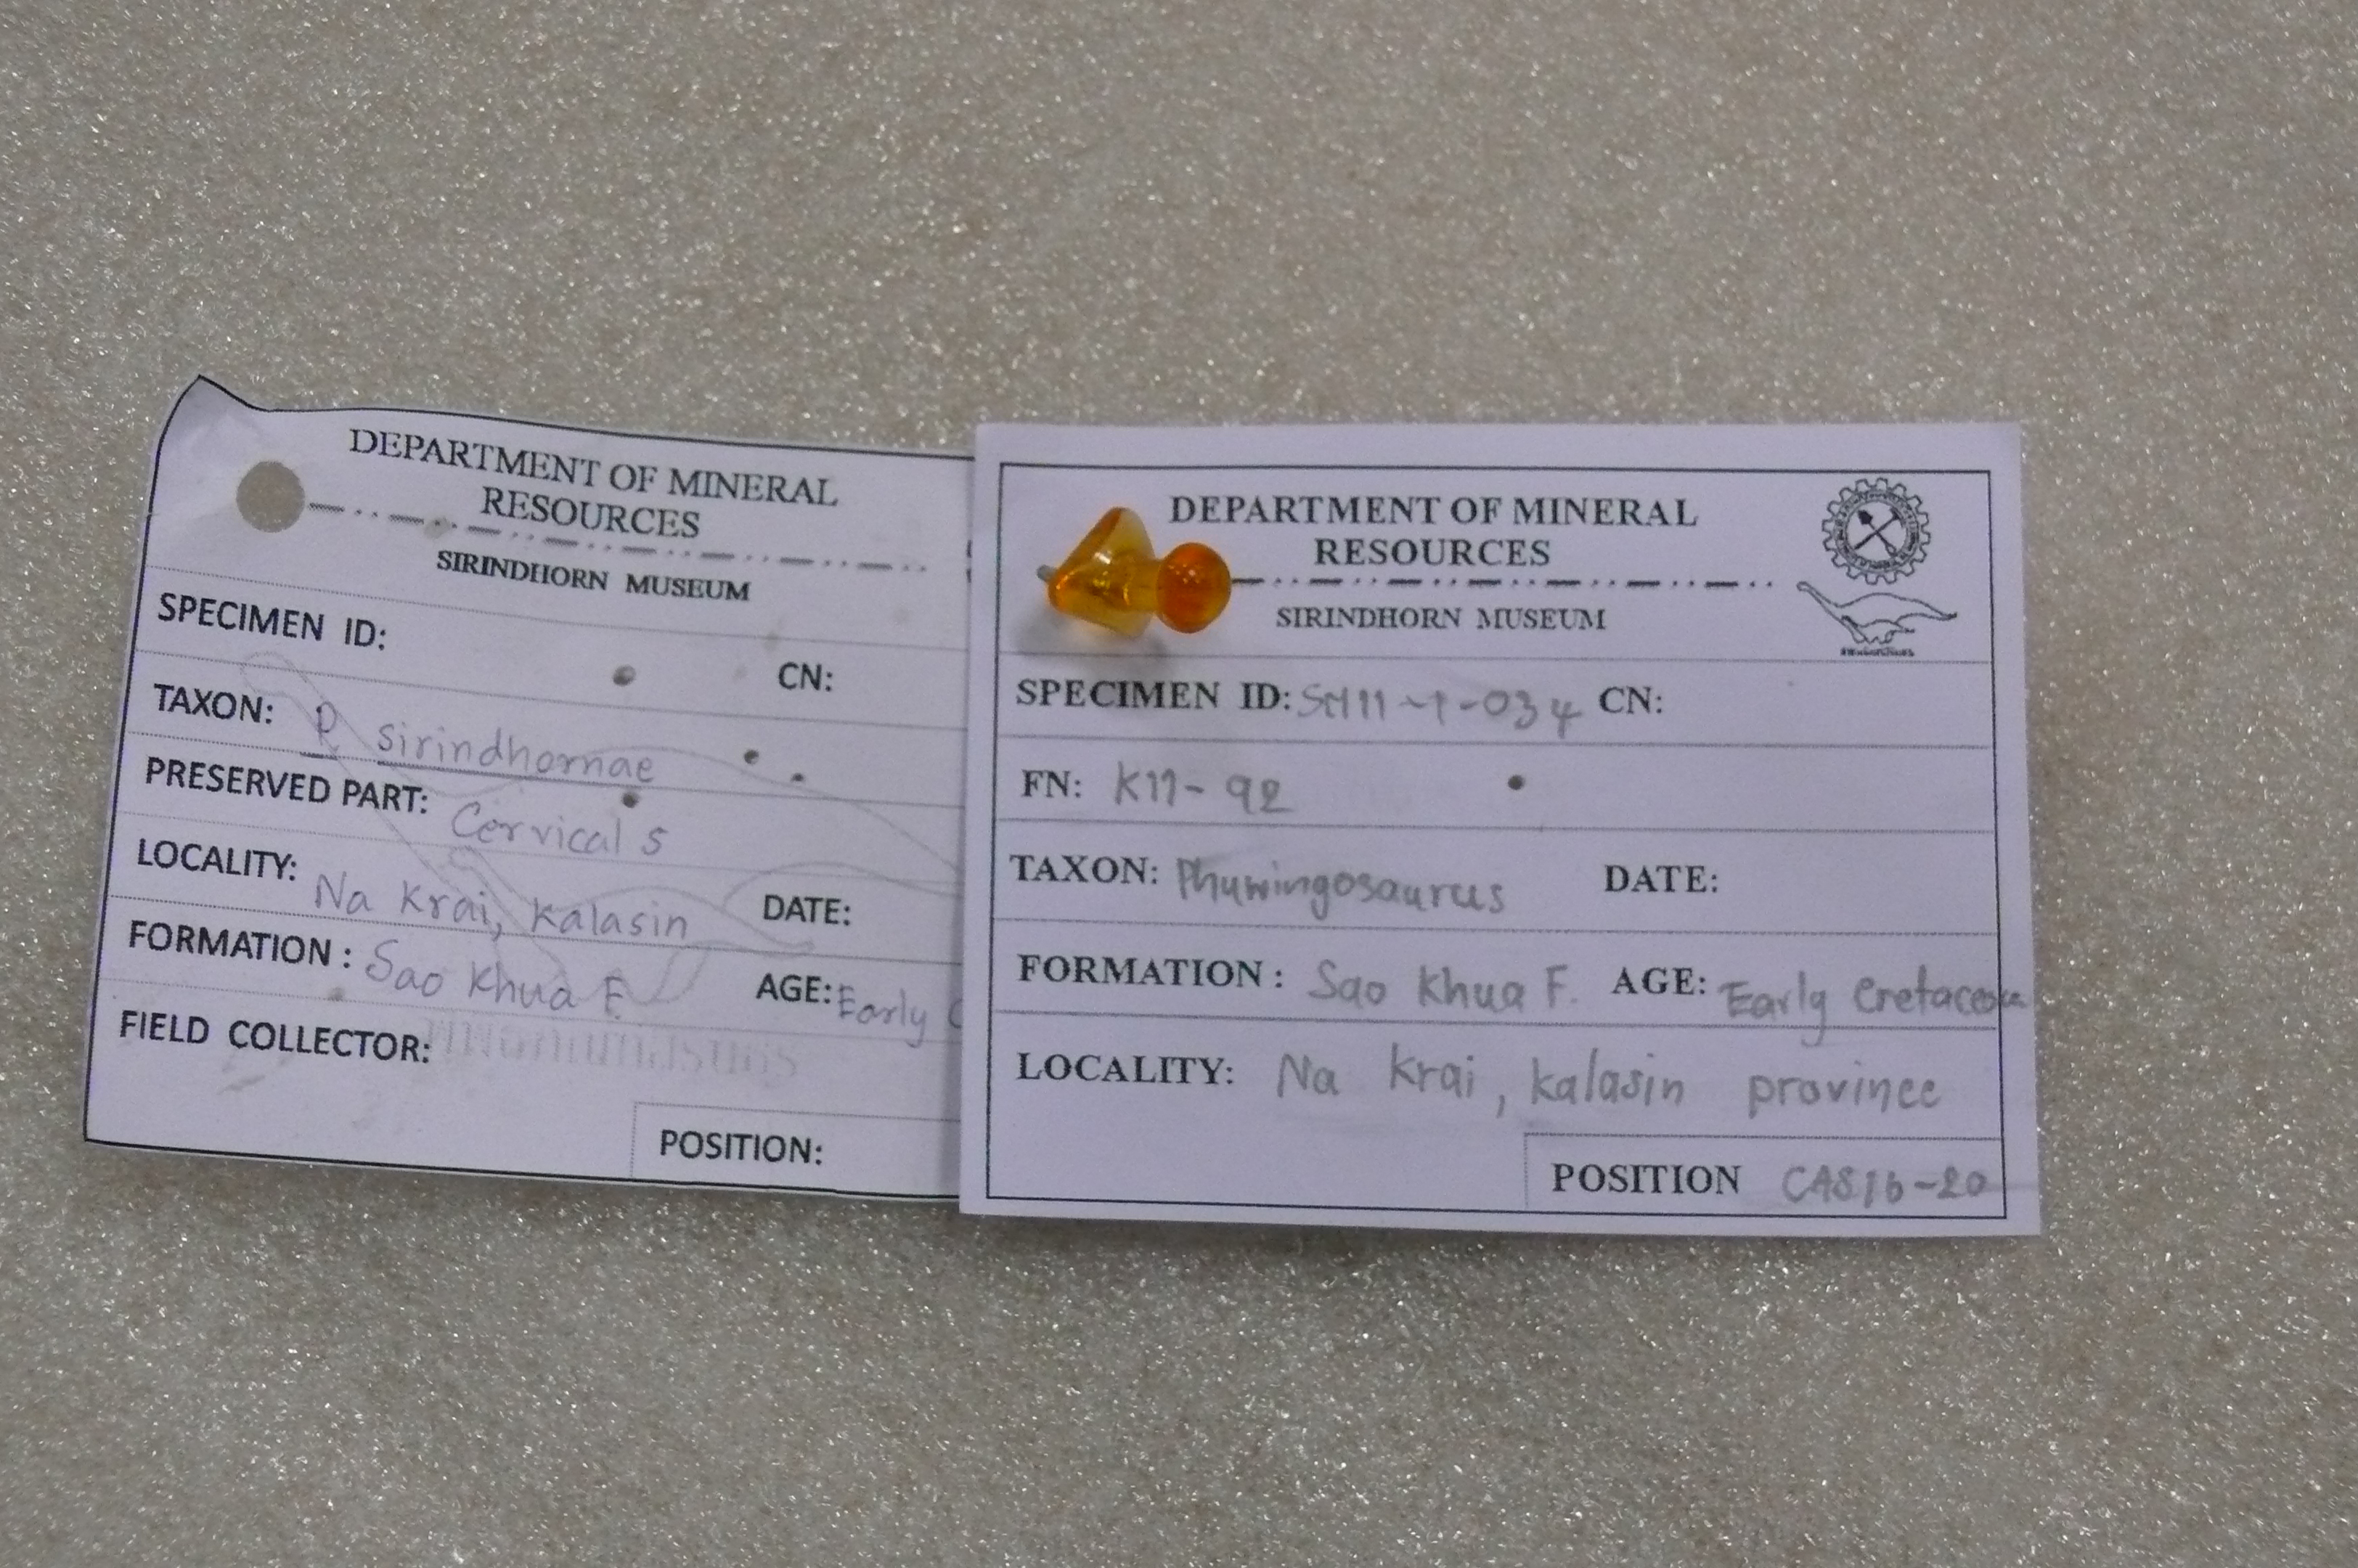 DEPARTMENT OF MINERAL
RESOURCES
SIRINDHORN MUSEUM
SPECIMEN ID: CN:
TAXON: P. sirindhornae
PRESERVED PART: Cervical 5
LOCALITY: Na Krai, Kalasin DATE:
FORMATION : Sao Khua F. AGE: Early C
FIELD COLLECTOR:
POSITION:
DEPARTMENT OF MINERAL
RESOURCES
SIRINDHORN MUSEUM
SPECIMEN ID: SM11-1-034 CN:
FN: K11-92
TAXON: Phuwingosaurus DATE:
FORMATION : Sao Khua F. AGE: Early Cretaceou
LOCALITY: Na Krai, Kalasin province
POSITION CAS16-20